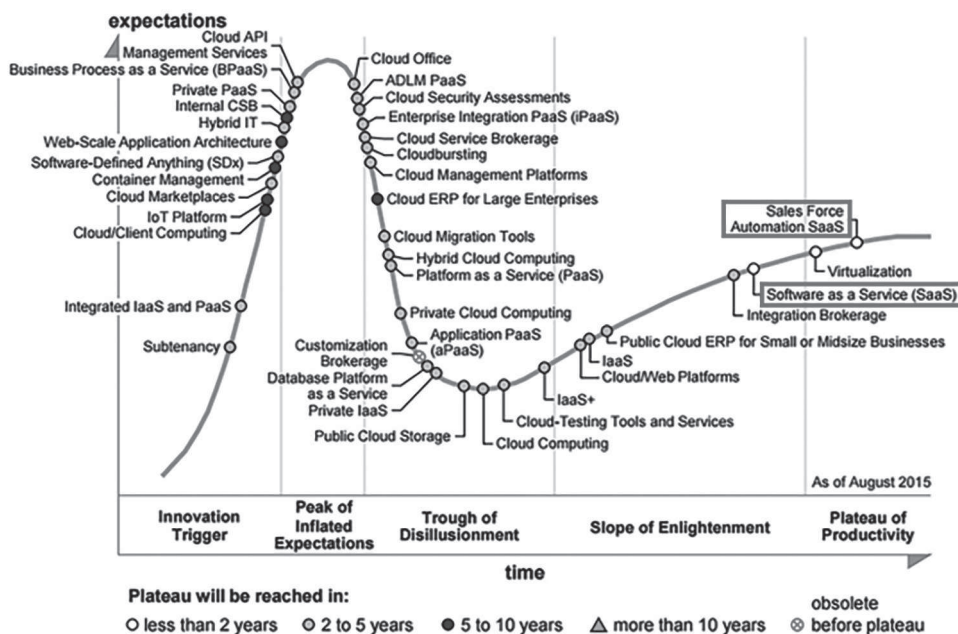 expectations
Cloud API
Management Services
Business Process as a Service (BPaaS)
Private PaaS
Internal CSB
Hybrid IT
Web-Scale Application Architecture
Software-Defined Anything (SDx)
Container Management
Cloud Marketplaces
IoT Platform
Cloud/Client Computing
Integrated IaaS and PaaS
Subtenancy
Cloud Office
ADLM PaaS
Cloud Security Assessments
Enterprise Integration PaaS (iPaaS)
Cloud Service Brokerage
Cloudbursting
Cloud Management Platforms
Cloud ERP for Large Enterprises
Cloud Migration Tools
Hybrid Cloud Computing
Platform as a Service (PaaS)
Private Cloud Computing
Application PaaS
(aPaaS)
Customization
Brokerage
Database Platform
as a Service
Private IaaS
Public Cloud Storage
Cloud Computing
Cloud-Testing Tools and Services
IaaS+
Cloud/Web Platforms
IaaS
Public Cloud ERP for Small or Midsize Businesses
Integration Brokerage
Software as a Service (SaaS)
Virtualization
Sales Force
Automation SaaS
As of August 2015
Innovation
Trigger
Peak of
Inflated
Expectations
Trough of
Disillusionment
Slope of Enlightenment
Plateau of
Productivity
time
Plateau will be reached in:
less than 2 years
2 to 5 years
5 to 10 years
more than 10 years
obsolete
before plateau